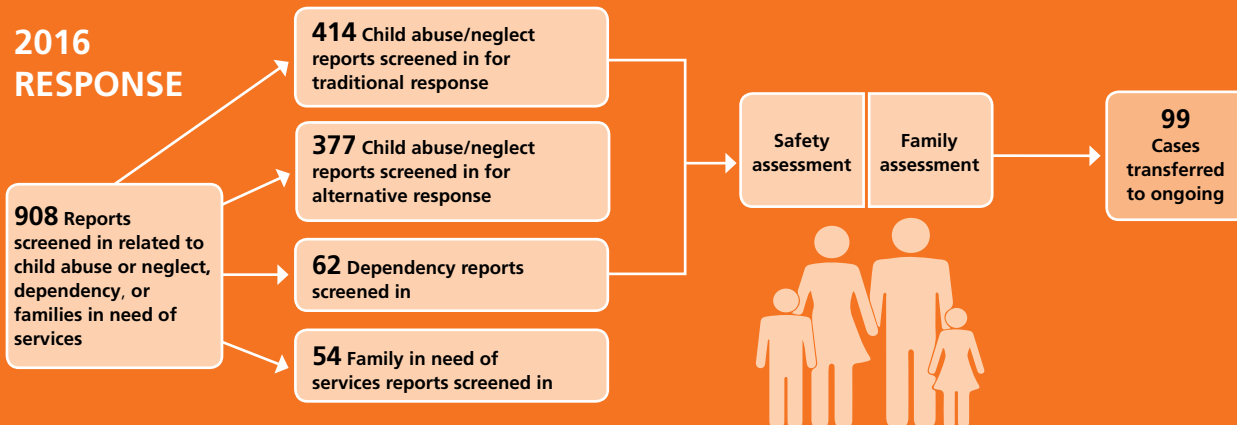 2016
RESPONSE
908 Reports
screened in related to
child abuse or neglect,
dependency, or
families in need of
services
414 Child abuse/neglect
reports screened in for
traditional response
377 Child abuse/neglect
reports screened in for
alternative response
62 Dependency reports
screened in
54 Family in need of
services reports screened in
Safety
assessment
Family
assessment
99
Cases
transferred
to ongoing